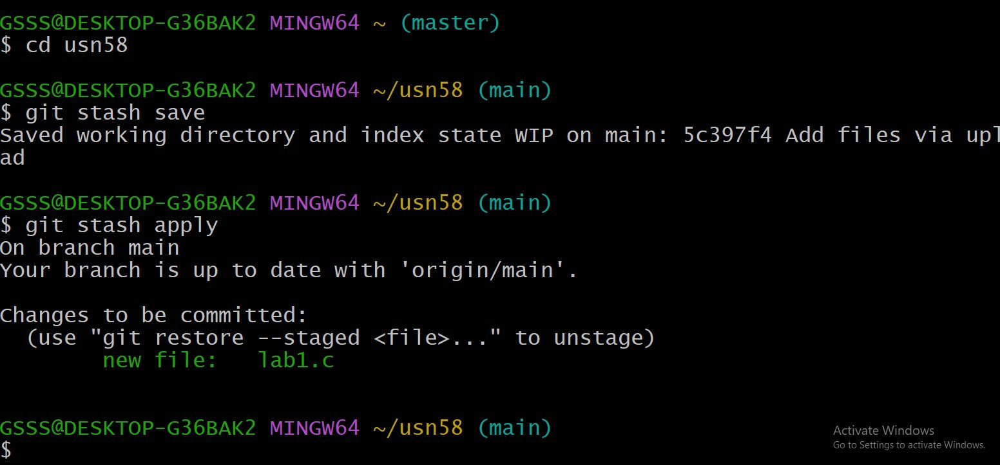 GSSS@DESKTOP-G36BAK2 MINGW64 ~ (master)
$ cd usn58
GSSS@DESKTOP-G36BAK2 MINGW64 ~/usn58 (main)
$ git stash save
Saved working directory and index state WIP on main: 5c397f4 Add files via upl
ad
GSSS@DESKTOP-G36BAK2 MINGW64 ~/usn58 (main)
$ git stash apply
On branch main
Your branch is up to date with 'origin/main'.
Changes to be committed:
  (use "git restore --staged <file>..." to unstage)
        new file:   lab1.c
GSSS@DESKTOP-G36BAK2 MINGW64 ~/usn58 (main)
$
Activate Windows
Go to Settings to activate Windows.